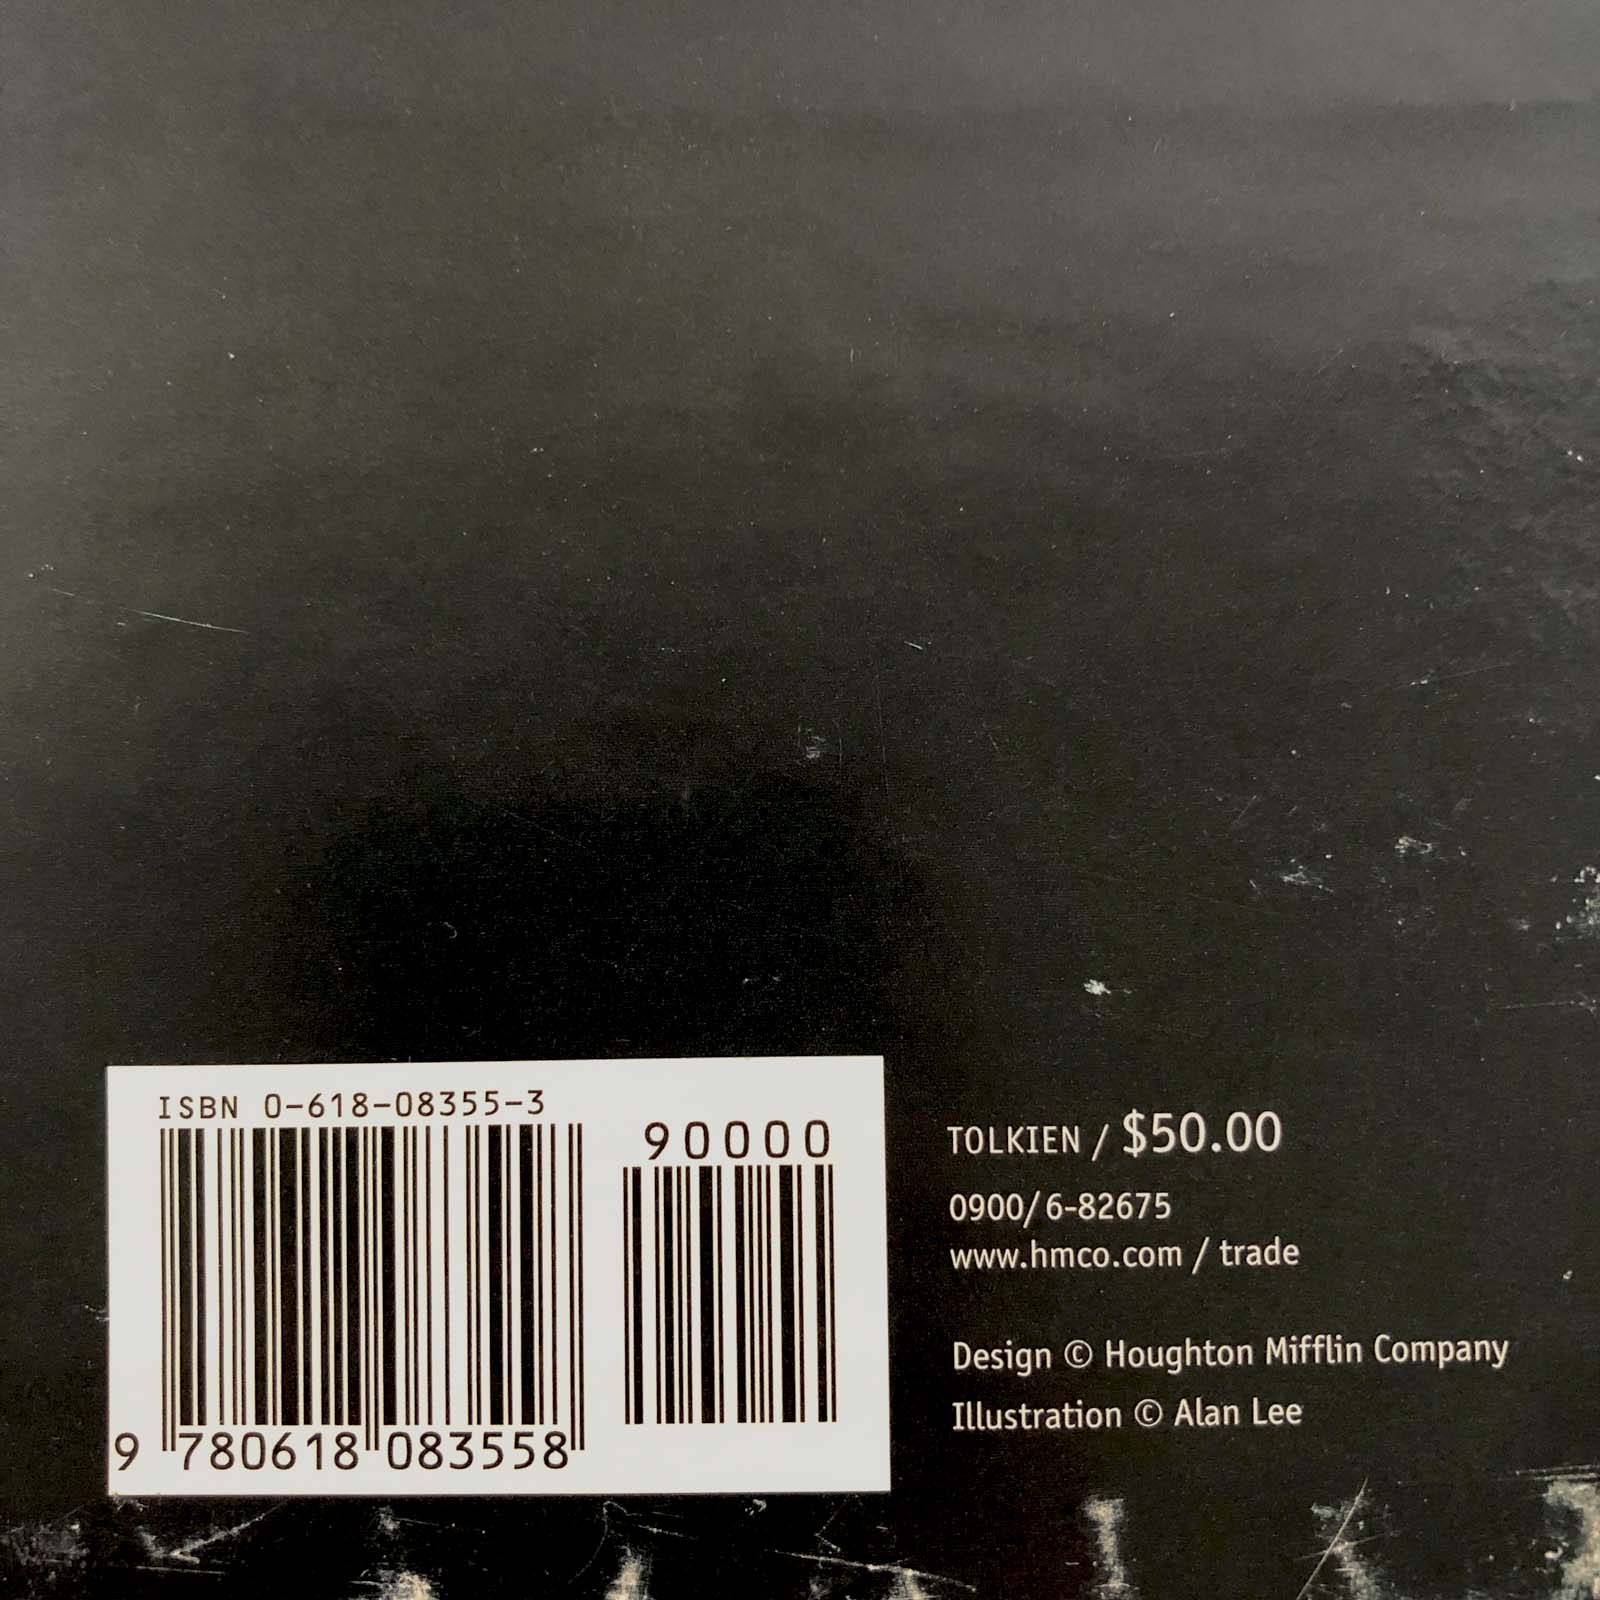 ISBN 0-618-08355-3
90000
9 780618 083558
TOLKIEN / $50.00
0900/6-82675
www.hmco.com / trade
Design © Houghton Mifflin Company
Illustration © Alan Lee